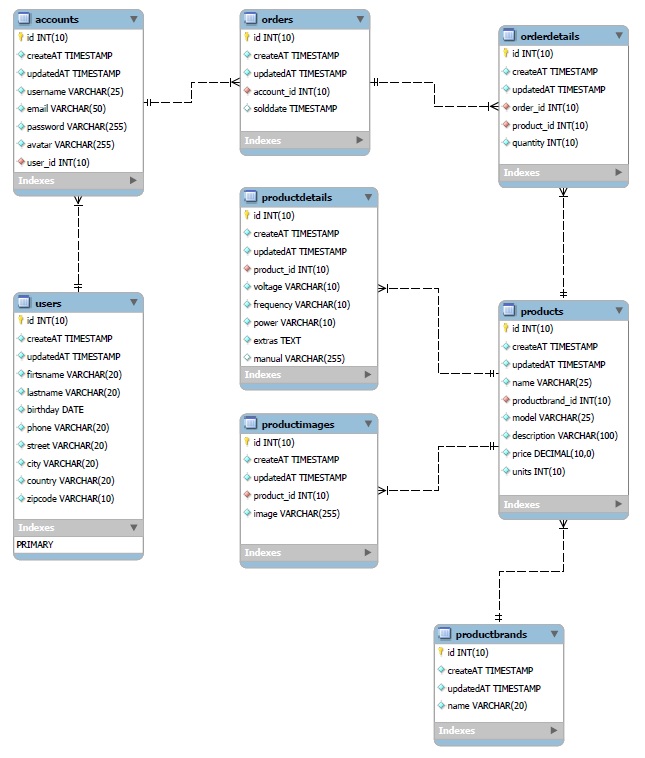 accounts
id INT(10)
createAT TIMESTAMP
updatedAT TIMESTAMP
username VARCHAR(25)
email VARCHAR(50)
password VARCHAR(255)
avatar VARCHAR(255)
user_id INT(10)
Indexes
orders
id INT(10)
createAT TIMESTAMP
updatedAT TIMESTAMP
account_id INT(10)
solddate TIMESTAMP
Indexes
orderdetails
id INT(10)
createAT TIMESTAMP
updatedAT TIMESTAMP
order_id INT(10)
product_id INT(10)
quantity INT(10)
Indexes
productdetails
id INT(10)
createAT TIMESTAMP
updatedAT TIMESTAMP
product_id INT(10)
voltage VARCHAR(10)
frequency VARCHAR(10)
power VARCHAR(10)
extras TEXT
manual VARCHAR(255)
Indexes
users
id INT(10)
createAT TIMESTAMP
updatedAT TIMESTAMP
firtsname VARCHAR(20)
lastname VARCHAR(20)
birthday DATE
phone VARCHAR(20)
street VARCHAR(20)
city VARCHAR(20)
country VARCHAR(20)
zipcode VARCHAR(10)
Indexes
PRIMARY
products
id INT(10)
createAT TIMESTAMP
updatedAT TIMESTAMP
name VARCHAR(25)
productbrand_id INT(10)
model VARCHAR(25)
description VARCHAR(100)
price DECIMAL(10,0)
units INT(10)
Indexes
productimages
id INT(10)
createAT TIMESTAMP
updatedAT TIMESTAMP
product_id INT(10)
image VARCHAR(255)
Indexes
productbrands
id INT(10)
createAT TIMESTAMP
updatedAT TIMESTAMP
name VARCHAR(20)
Indexes